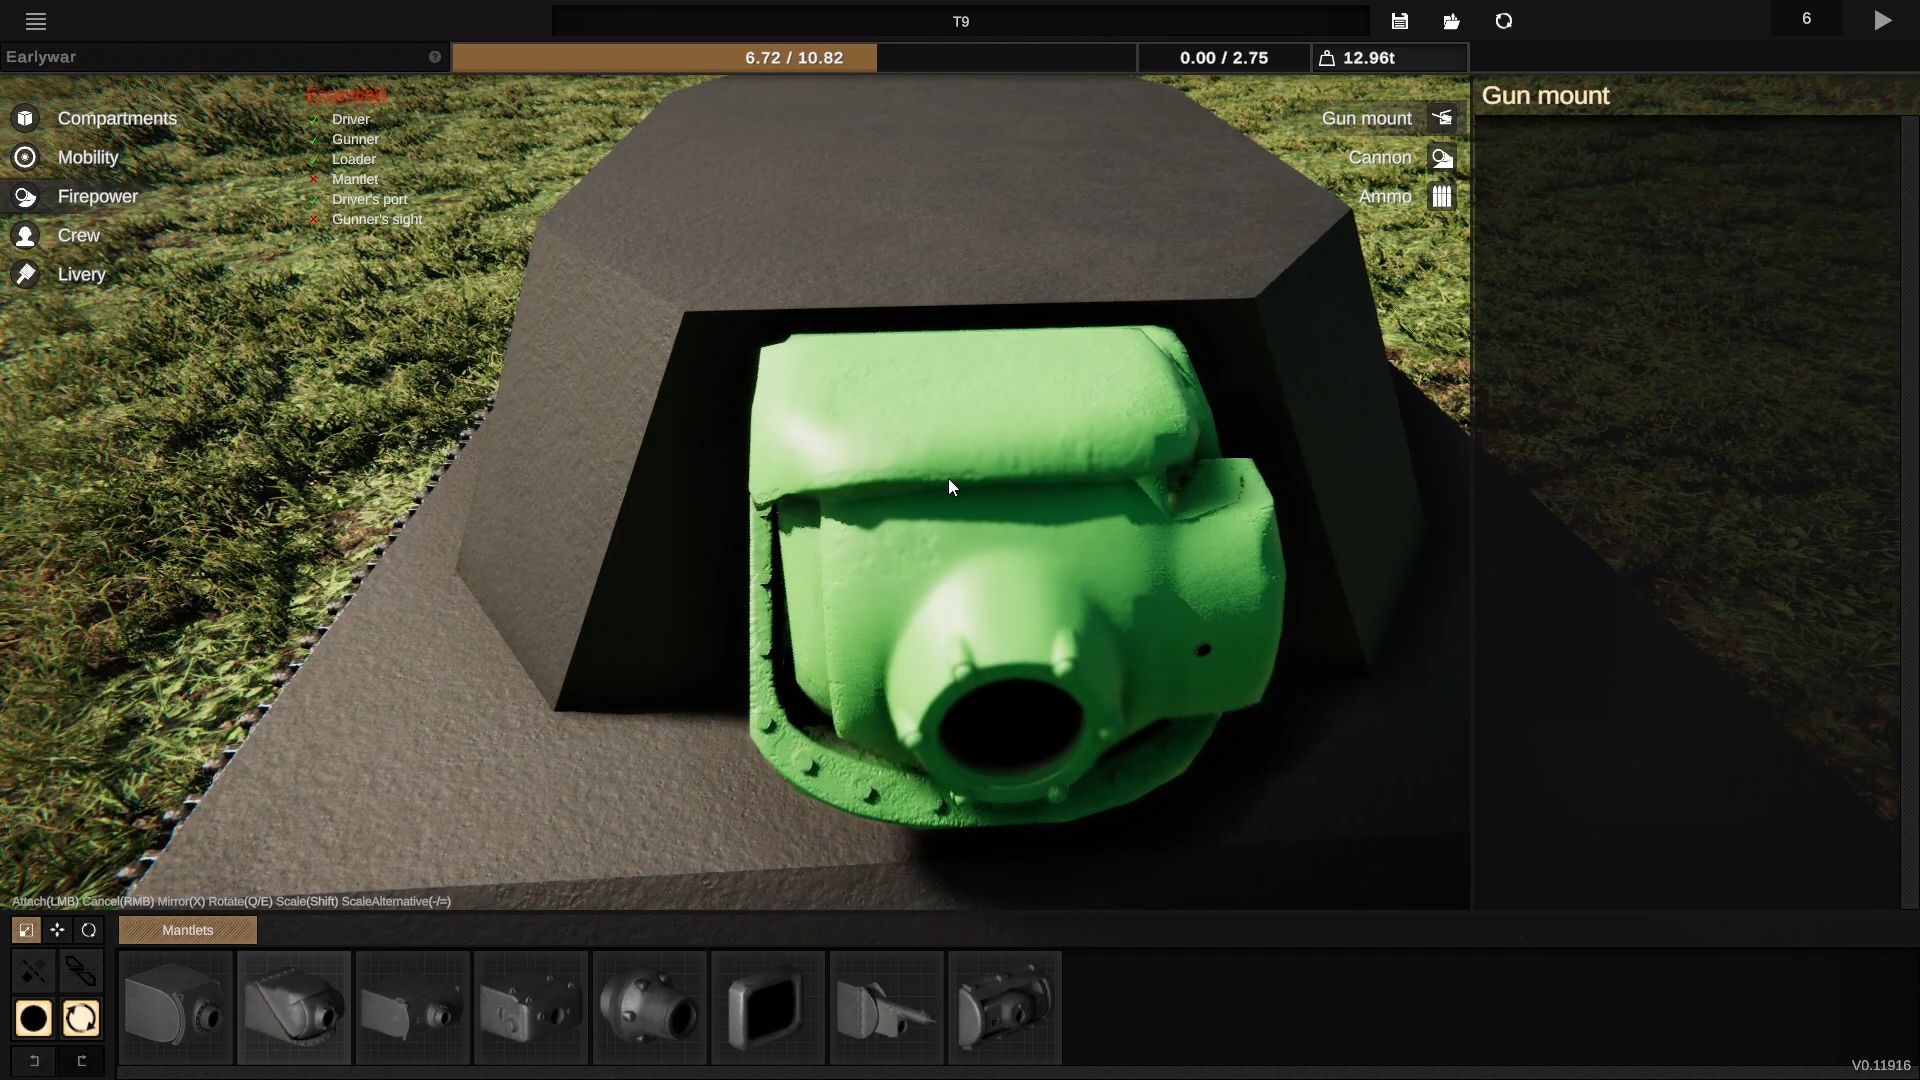 T9
6
Earlywar
?
6.72 / 10.82
0.00 / 2.75
12.96t
Compartments
Mobility
Firepower
Crew
Livery
Essentials
Driver
Gunner
Loader
Mantlet
Driver's port
Gunner's sight
Gun mount
Cannon
Ammo
Gun mount
Attach(LMB) Cancel(RMB) Mirror(X) Rotate(Q/E) Scale(Shift) ScaleAlternative(-/=)
Mantlets
V0.11916